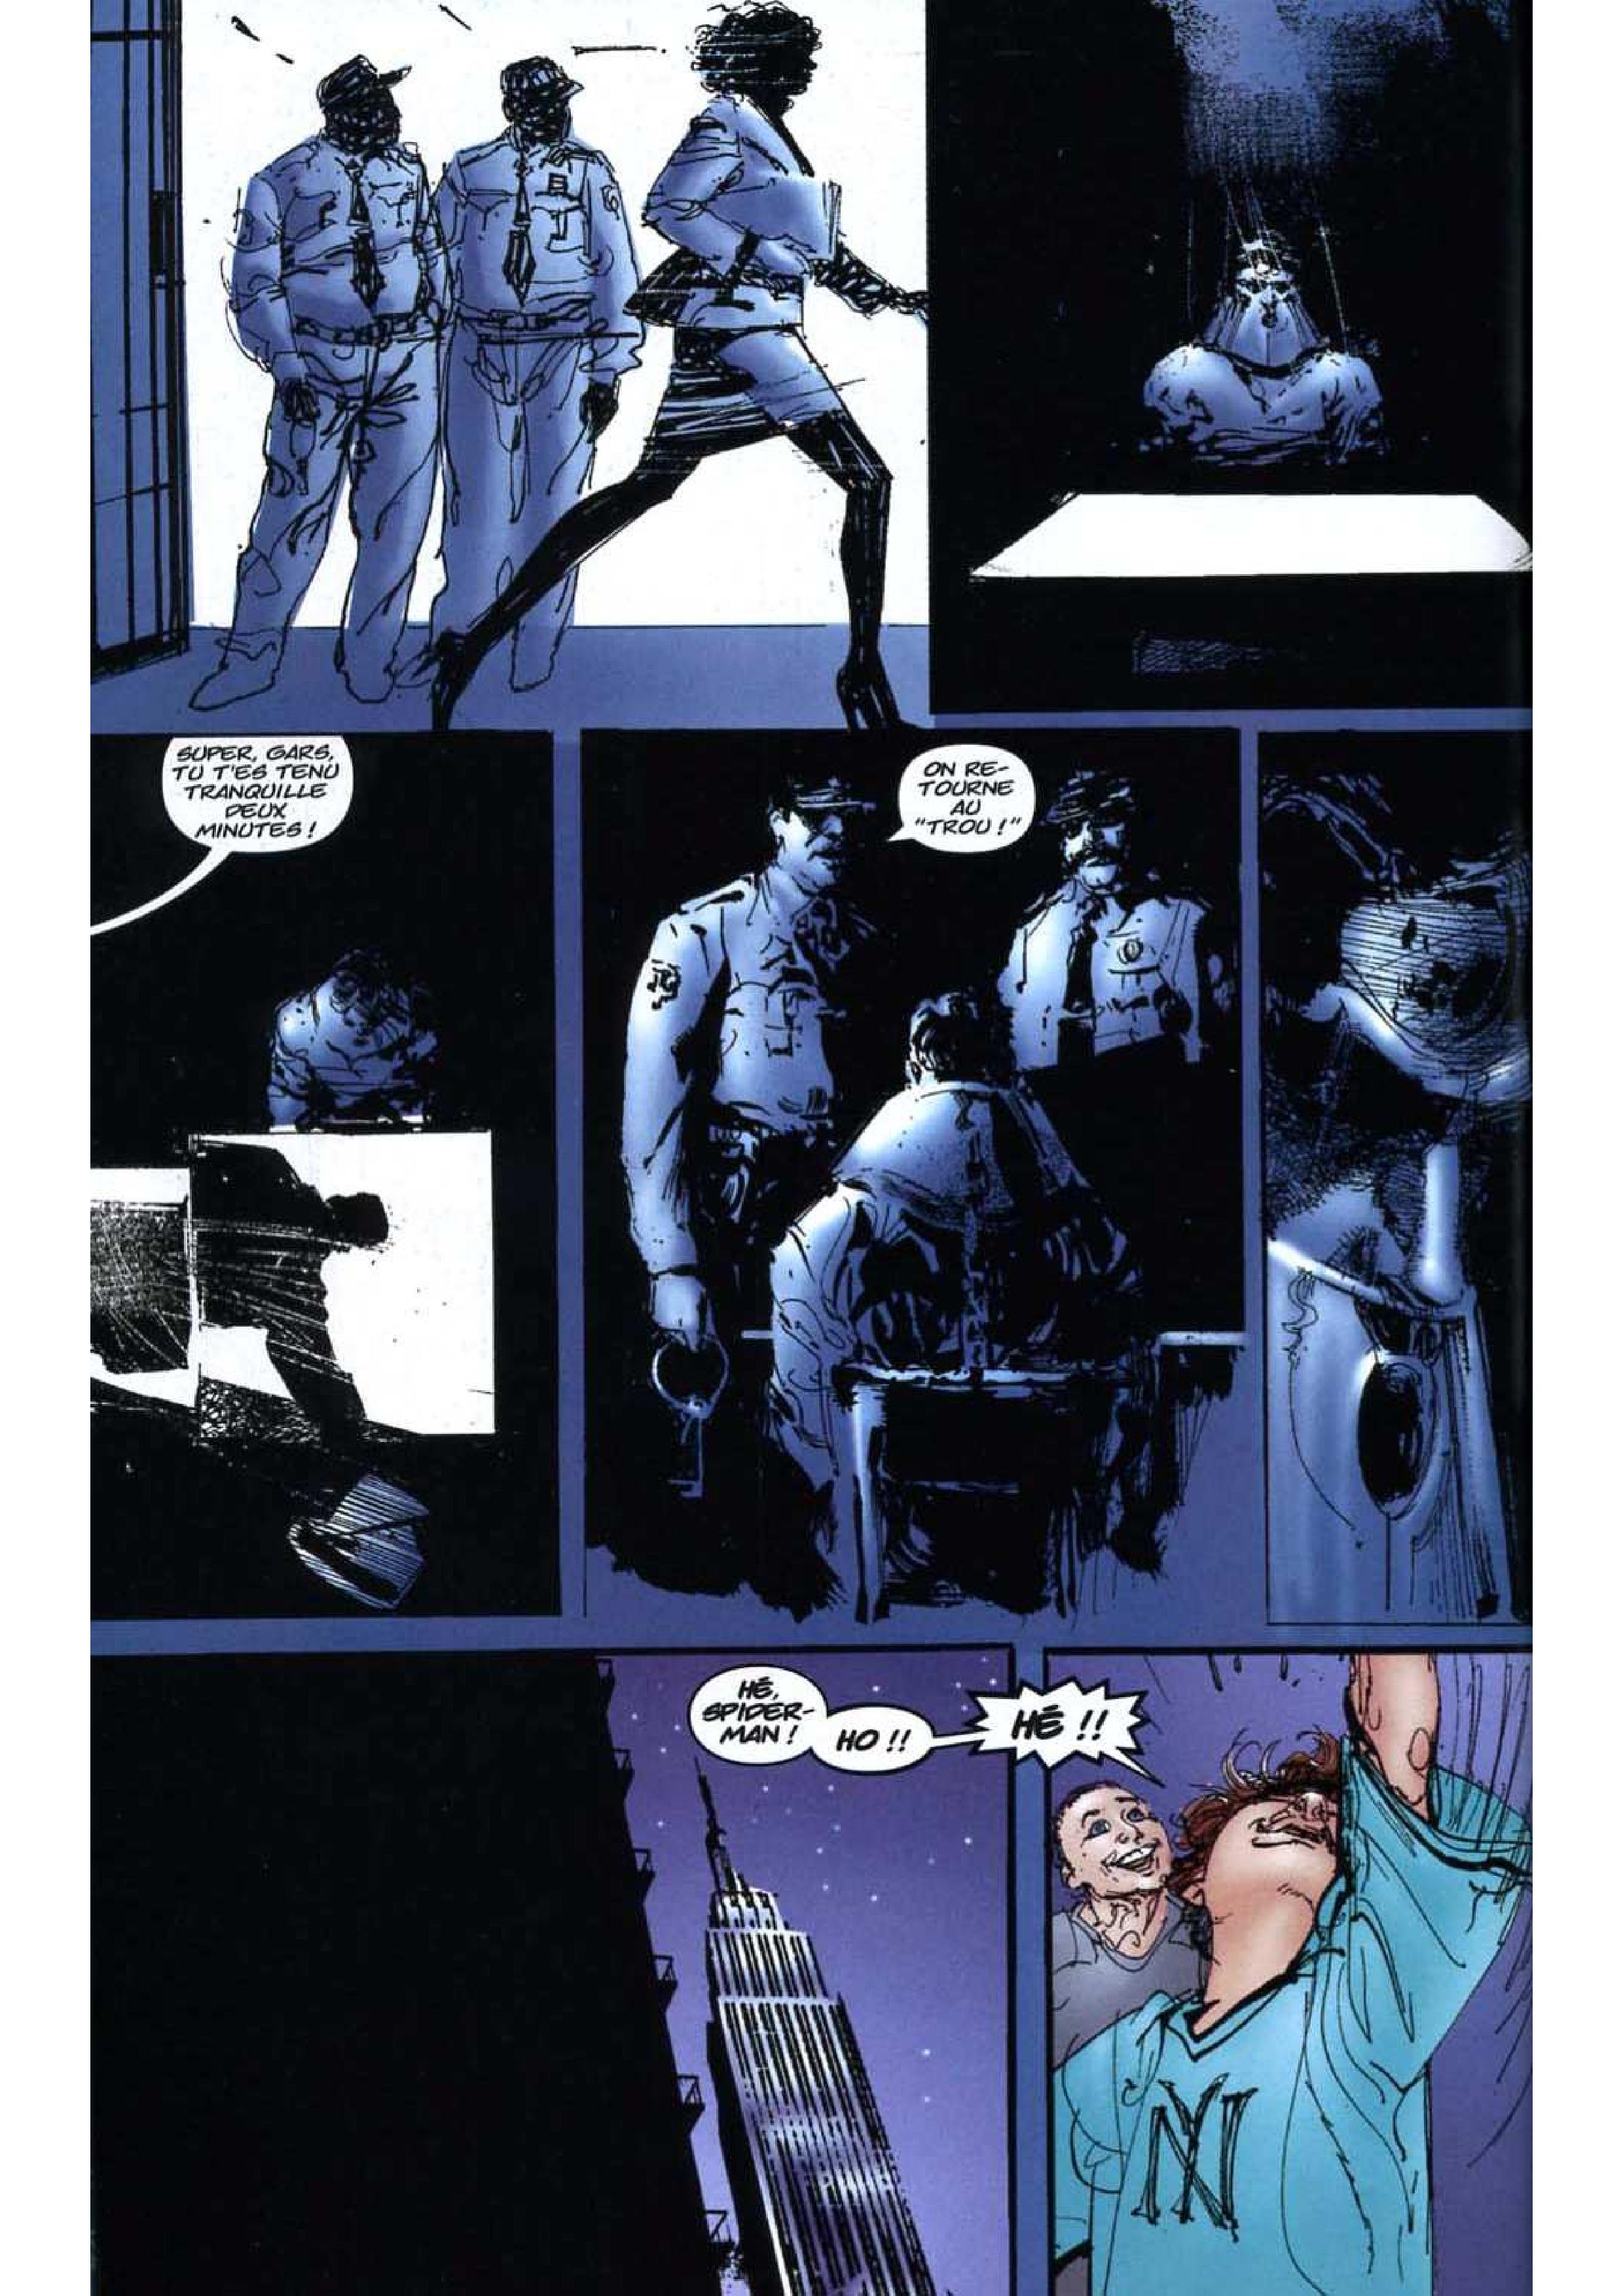 SUPER, GARS,
TU T'ES TENU
TRANQUILLE
DEUX
MINUTES !
ON RE-
TOURNE
AU
"TROU !"
HÉ,
SPIDER-
MAN !
HO !!
HÉ !!
NY